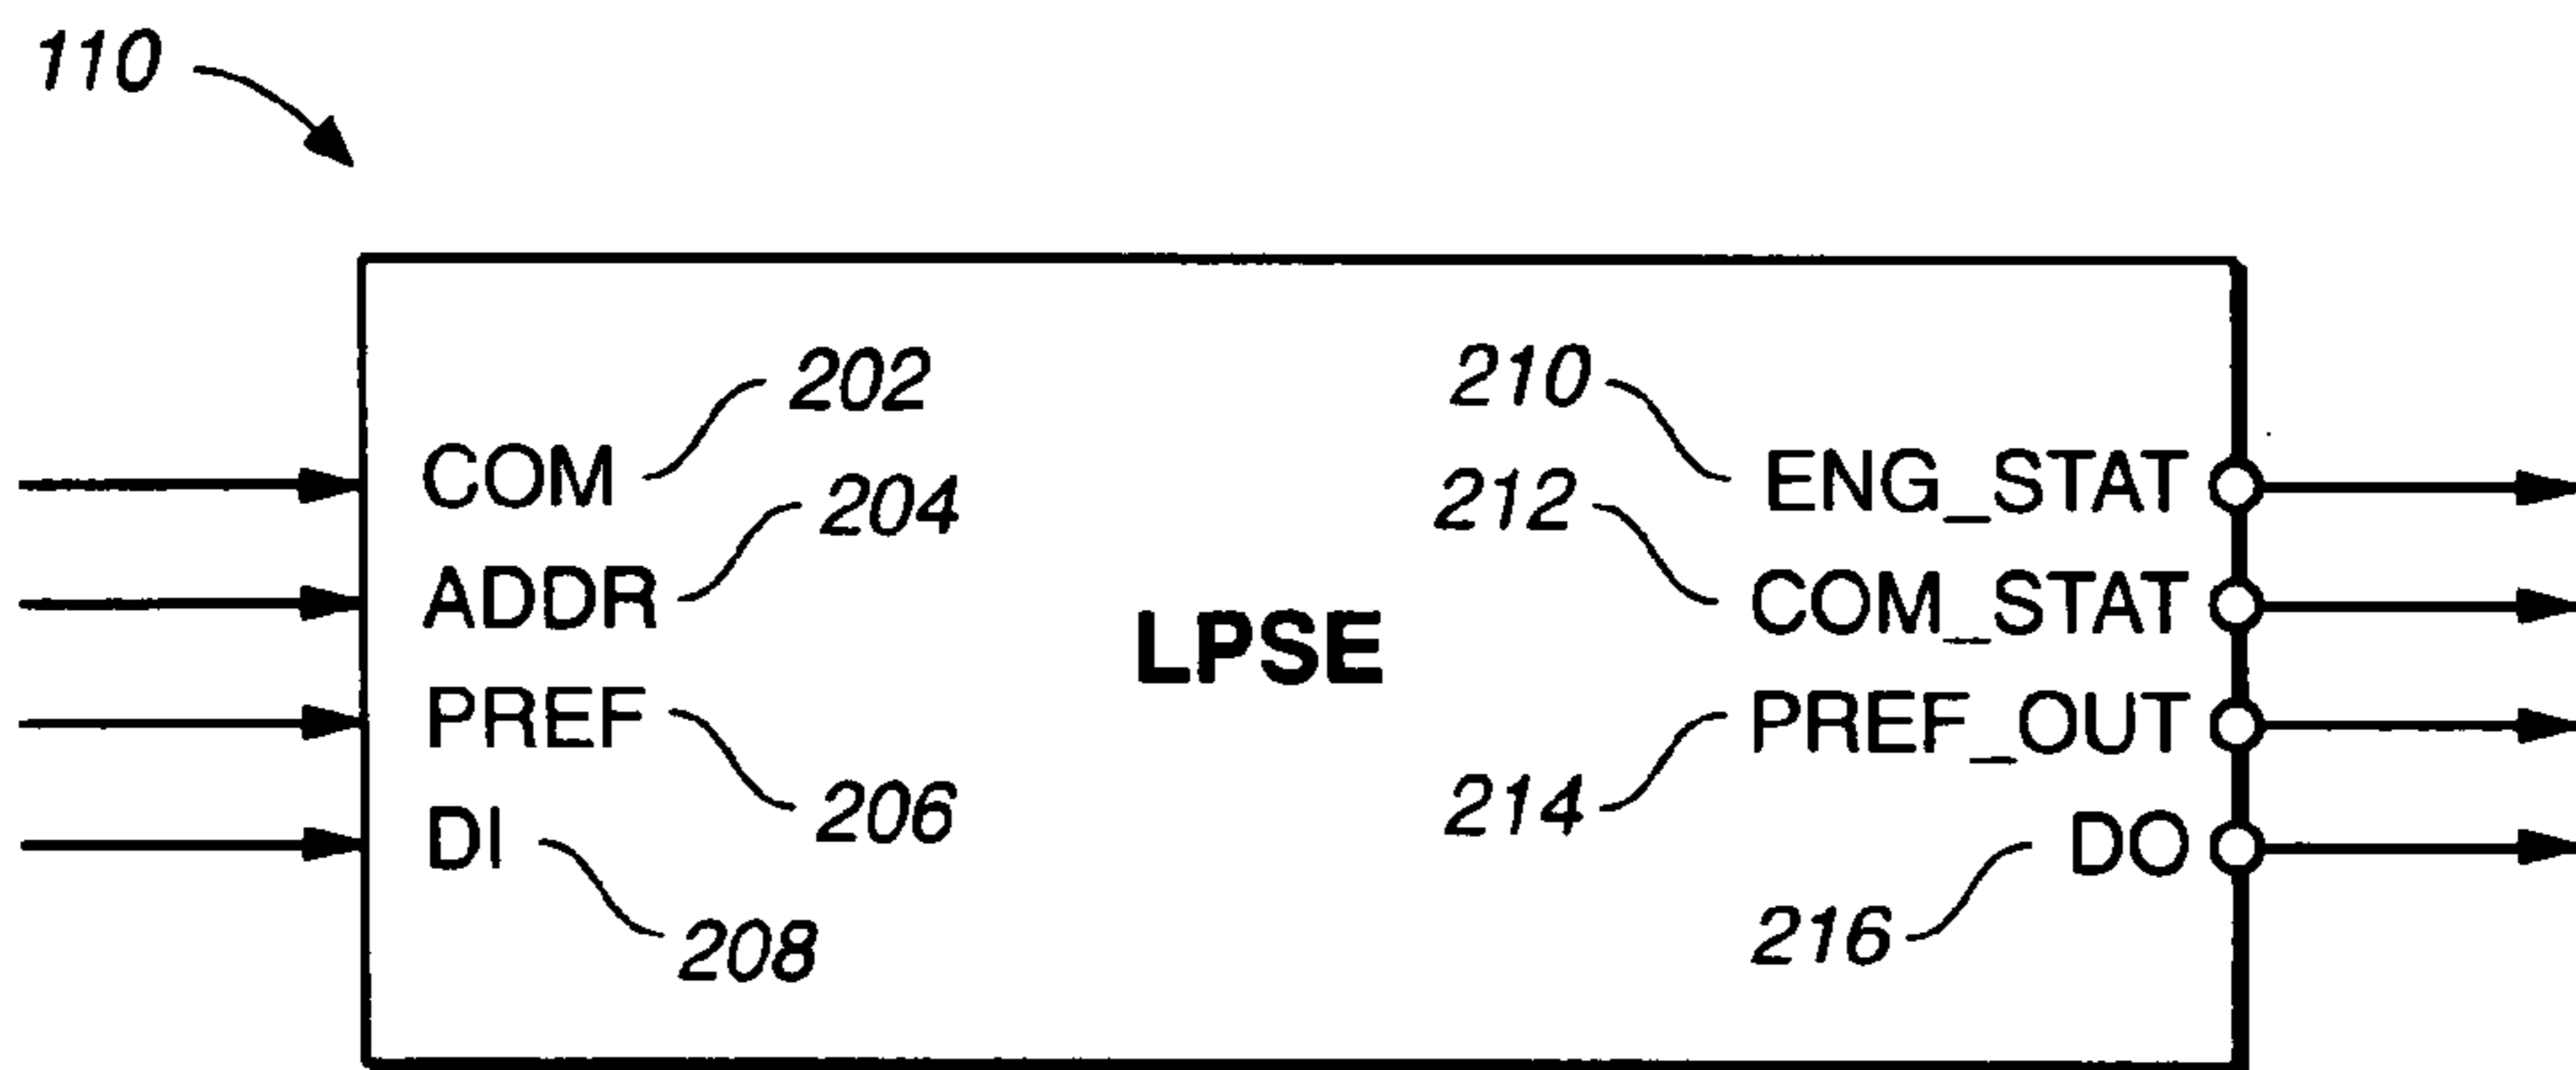 110
COM 202
ADDR 204
PREF 206
DI 208
LPSE
210 ENG_STAT
212 COM_STAT
214 PREF_OUT
216 DO